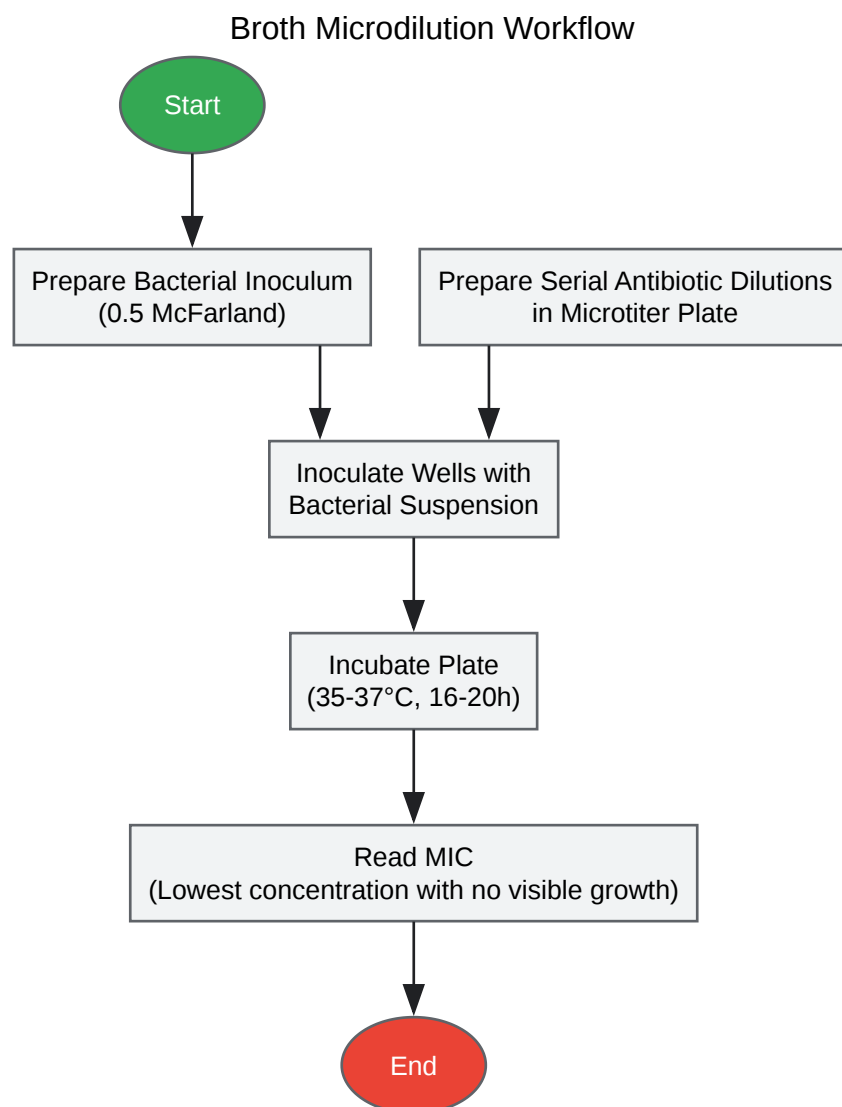 Broth Microdilution Workflow
Start
Prepare Bacterial Inoculum
(0.5 McFarland)
Prepare Serial Antibiotic Dilutions
in Microtiter Plate
Inoculate Wells with
Bacterial Suspension
Incubate Plate
(35-37°C, 16-20h)
Read MIC
(Lowest concentration with no visible growth)
End